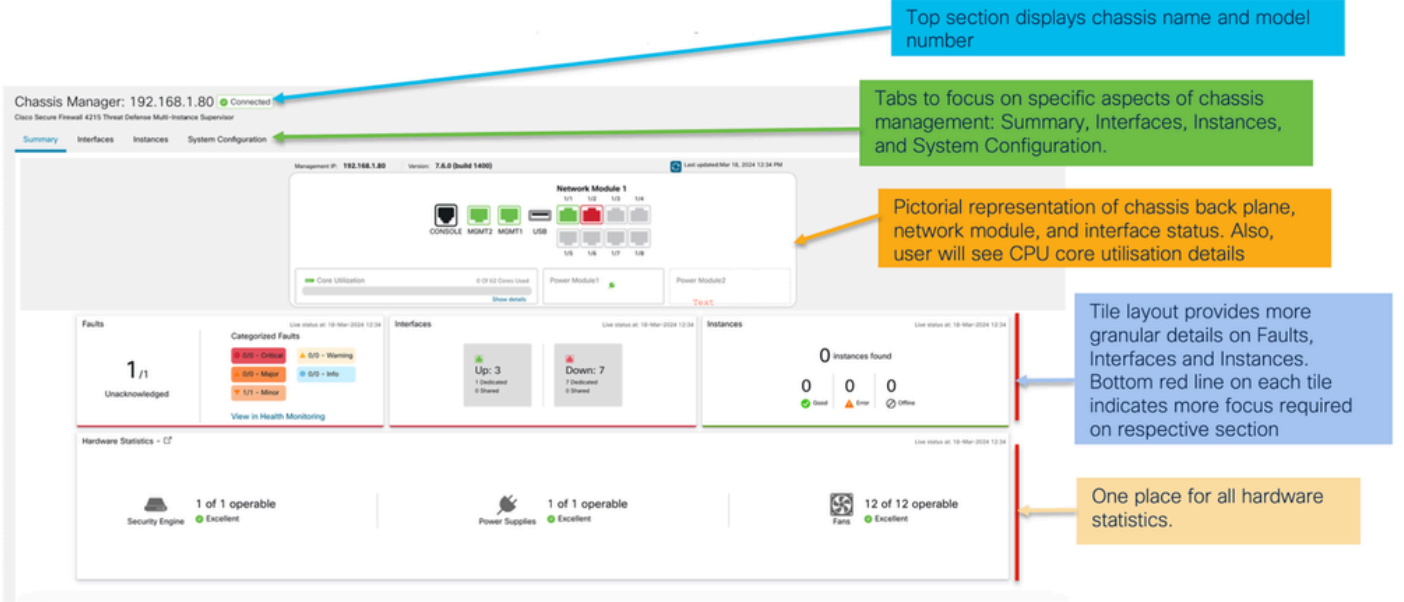 Top section displays chassis name and model
number
Chassis Manager: 192.168.1.80 Connected
Cisco Secure Firewall 4215 Threat Defense Multi-Instance Supervisor
Tabs to focus on specific aspects of chassis
management: Summary, Interfaces, Instances,
and System Configuration.
Summary Interfaces Instances System Configuration
Management IP: 192.168.1.80 Version: 7.6.0 (build 1400) Last updated:Mar 18, 2024 12:34 PM
Network Module 1
1/1 1/2 1/3 1/4
CONSOLE MGMT2 MGMT1 USB
1/5 1/6 1/7 1/8
Pictorial representation of chassis back plane,
network module, and interface status. Also,
user will see CPU core utilisation details
Core Utilization 0 Of 62 Cores Used
Show details
Power Module1
Power Module2
Text
Faults Live status at: 18-Mar-2024 12:34
Categorized Faults
0/0 - Critical 0/0 - Warning
0/0 - Major 0/0 - Info
1/1 - Minor
1/1
Unacknowledged
View in Health Monitoring
Interfaces Live status at: 18-Mar-2024 12:34
Up: 3
1 Dedicated
0 Shared
Down: 7
7 Dedicated
0 Shared
Instances Live status at: 18-Mar-2024 12:34
0 instances found
0 0 0
Good Error Offline
Tile layout provides more
granular details on Faults,
Interfaces and Instances.
Bottom red line on each tile
indicates more focus required
on respective section
Hardware Statistics - Live status at: 18-Mar-2024 12:34
Security Engine
1 of 1 operable
Excellent
Power Supplies
1 of 1 operable
Excellent
Fans
12 of 12 operable
Excellent
One place for all hardware
statistics.